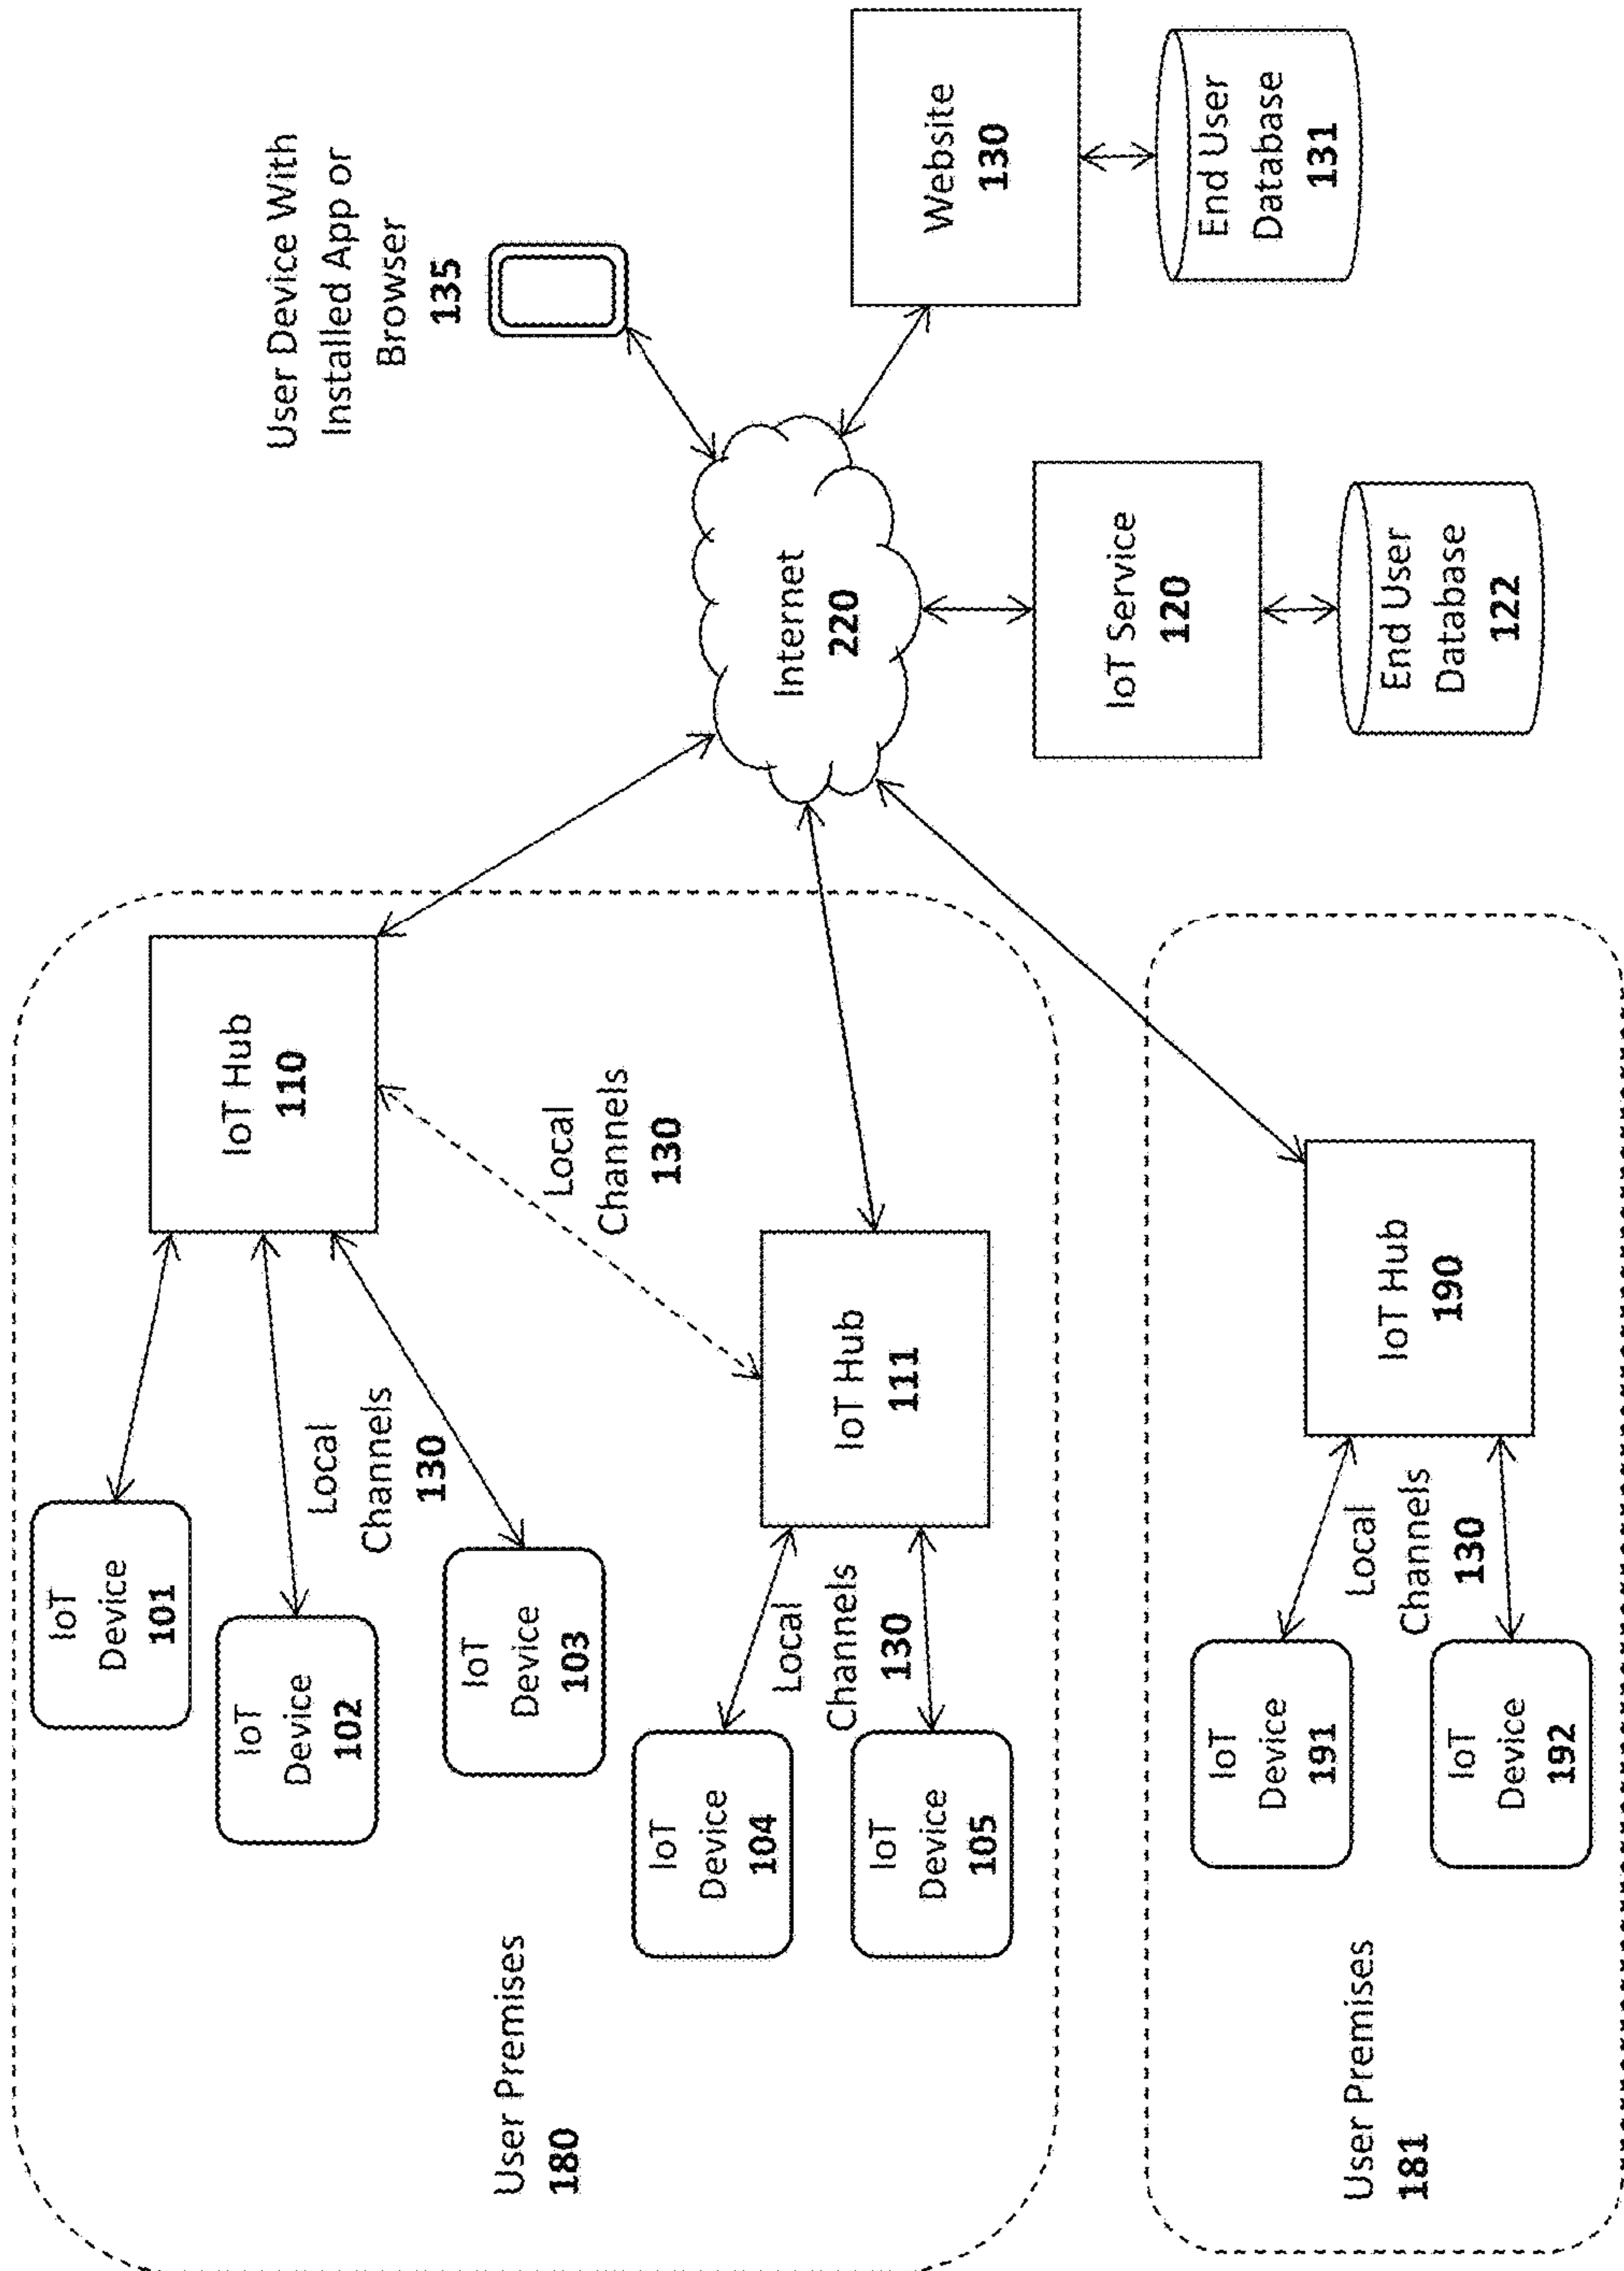 User Premises
180
IoT
Device
101
IoT
Device
102
IoT
Device
103
Local
Channels
130
IoT Hub
110
Local
Channels
130
IoT
Device
104
IoT
Device
105
Local
Channels
130
IoT Hub
111
User Premises
181
IoT
Device
191
IoT
Device
192
Local
Channels
130
IoT Hub
190
Internet
220
User Device With
Installed App or
Browser
135
IoT Service
120
End User
Database
122
Website
130
End User
Database
131